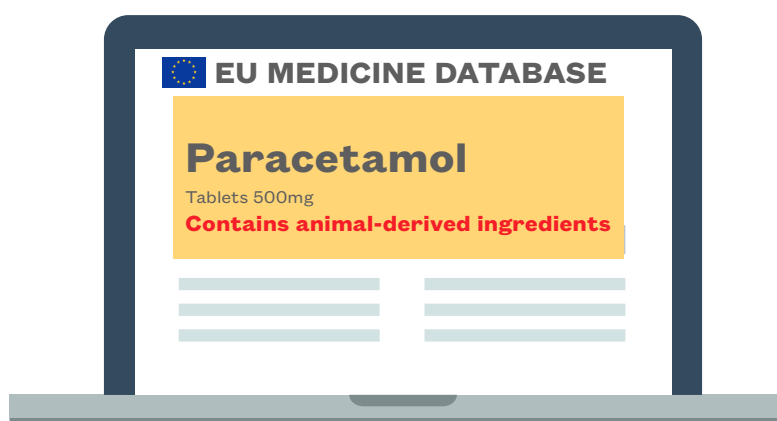 EU MEDICINE DATABASE
Paracetamol
Tablets 500mg
Contains animal-derived ingredients